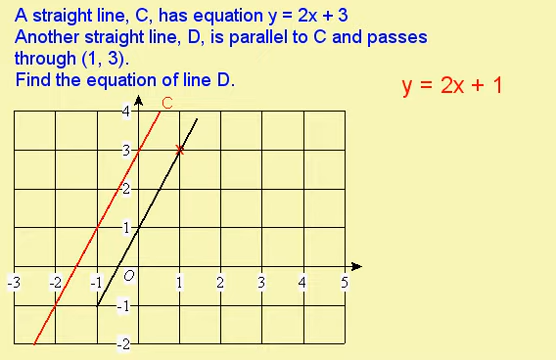 A straight line, C, has equation y = 2x + 3
Another straight line, D, is parallel to C and passes
through (1, 3).
Find the equation of line D.
y = 2x + 1
C
4
3
2
1
-3 -2 -1 O 1 2 3 4 5
-1
-2